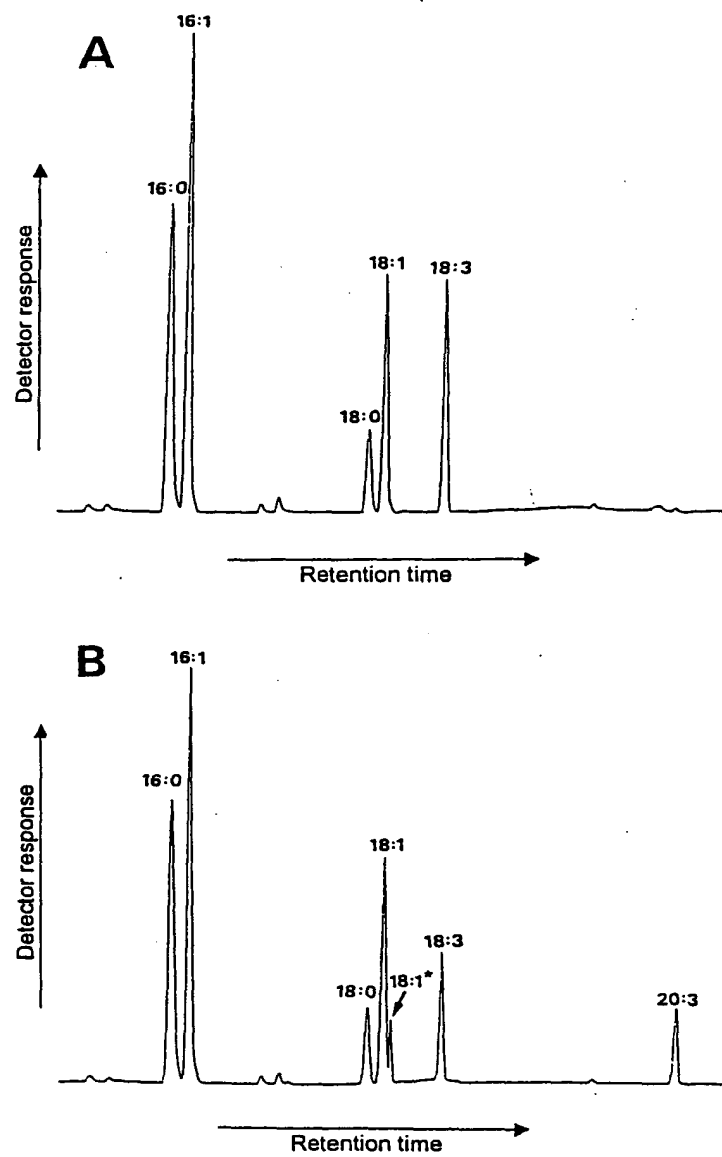 A
16:1
16:0
18:1
18:3
18:0
Detector response
Retention time
B
16:1
16:0
18:1
18:3
18:0
18:1*
20:3
Detector response
Retention time